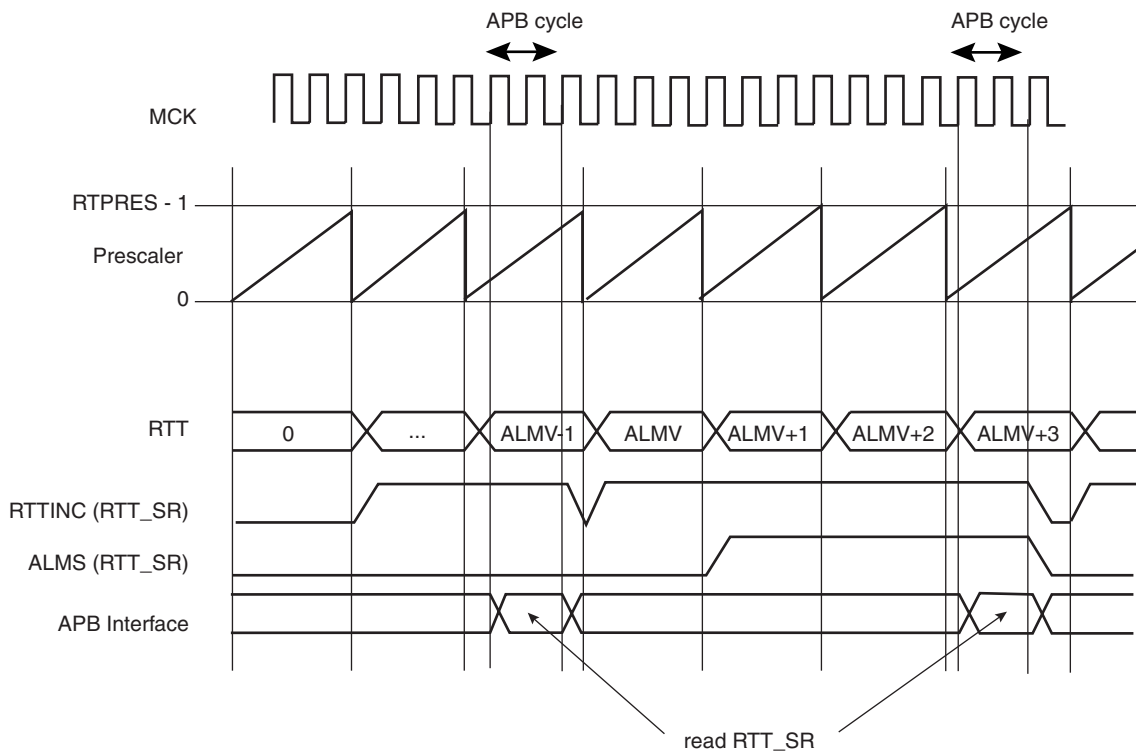 APB cycle APB cycle
MCK
RTPRES - 1
Prescaler
0
RTT 0 ... ALMV-1 ALMV ALMV+1 ALMV+2 ALMV+3
RTTINC (RTT_SR)
ALMS (RTT_SR)
APB Interface
read RTT_SR